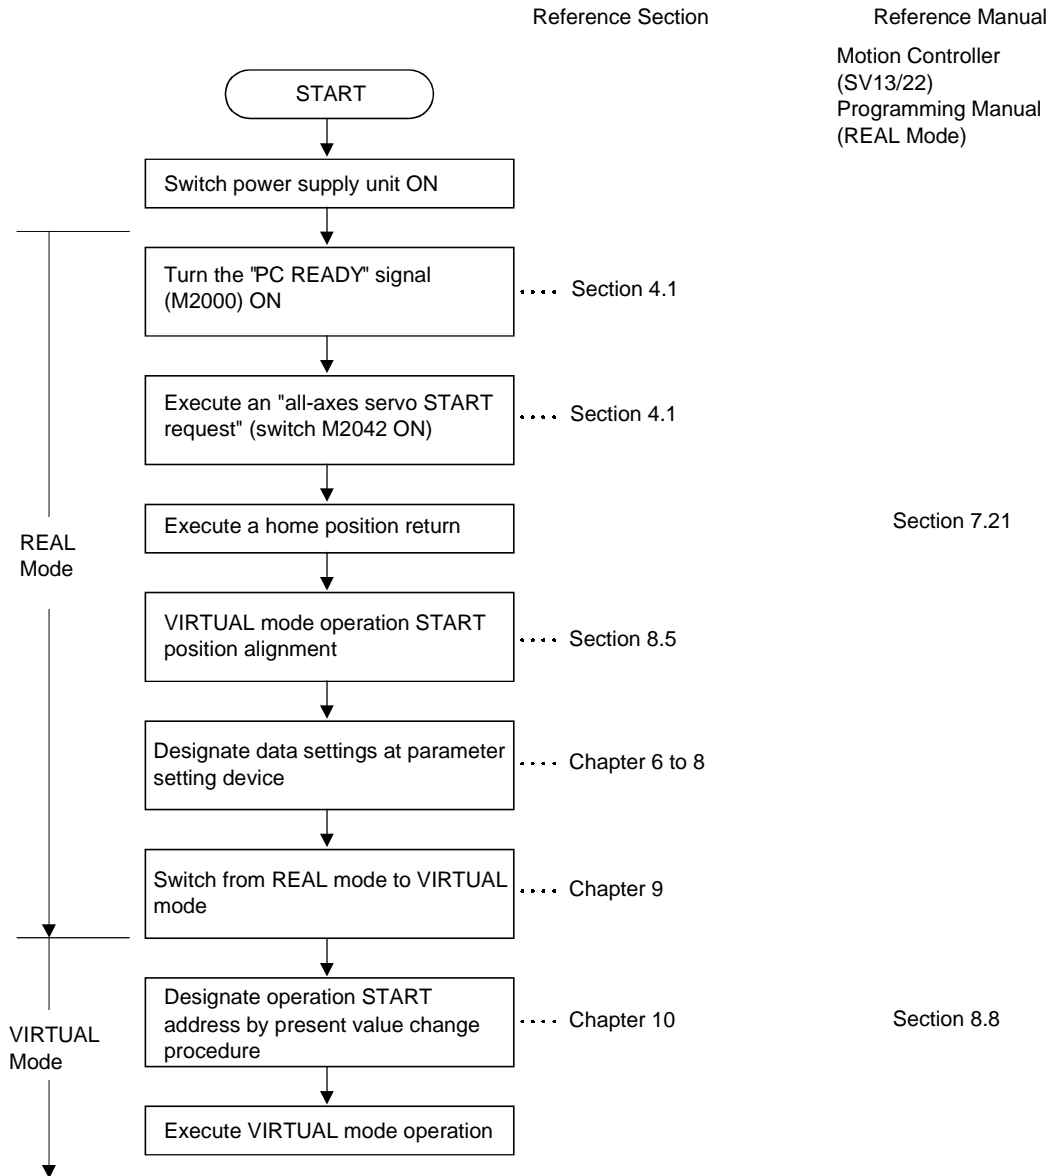 Reference Section
Reference Manual
Motion Controller
(SV13/22)
Programming Manual
(REAL Mode)
START
Switch power supply unit ON
Turn the "PC READY" signal
(M2000) ON
Section 4.1
Execute an "all-axes servo START
request" (switch M2042 ON)
Section 4.1
Execute a home position return
Section 7.21
REAL
Mode
VIRTUAL mode operation START
position alignment
Section 8.5
Designate data settings at parameter
setting device
Chapter 6 to 8
Switch from REAL mode to VIRTUAL
mode
Chapter 9
Designate operation START
address by present value change
procedure
Chapter 10
Section 8.8
VIRTUAL
Mode
Execute VIRTUAL mode operation